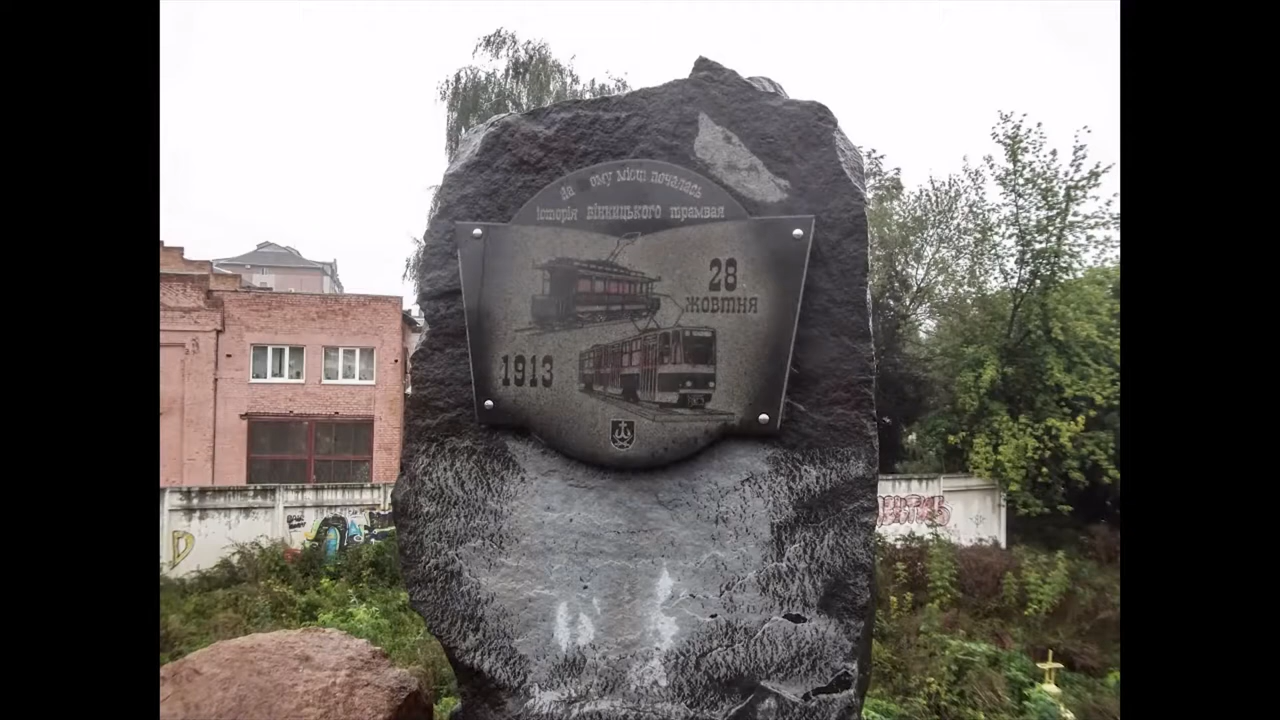 місці почалась
історія вінницького трамвая
28
жовтня
1913